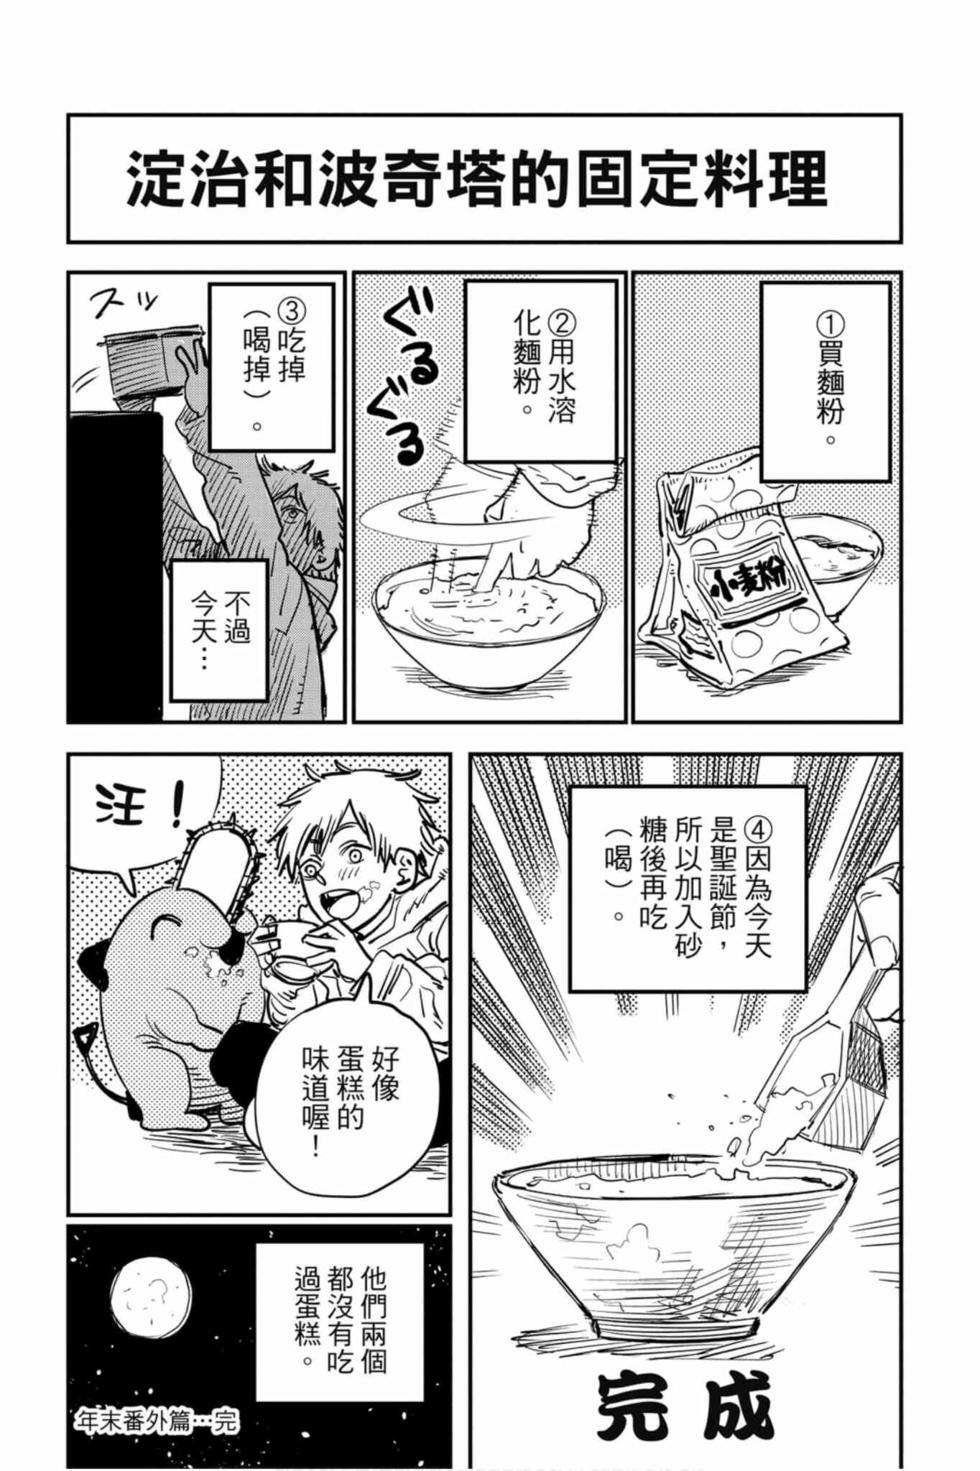 淀治和波奇塔的固定料理
①買麵粉。
小麦粉
②用水溶
化麵粉。
ぐるぐる
③吃掉
（喝掉）。
スッ
不過
今天…
④因為今天
是聖誕節，
所以加入砂
糖後再吃
（喝）。
完成
汪！
好像
蛋糕的
味道喔！
他們兩個
都沒有吃
過蛋糕。
年末番外篇…完